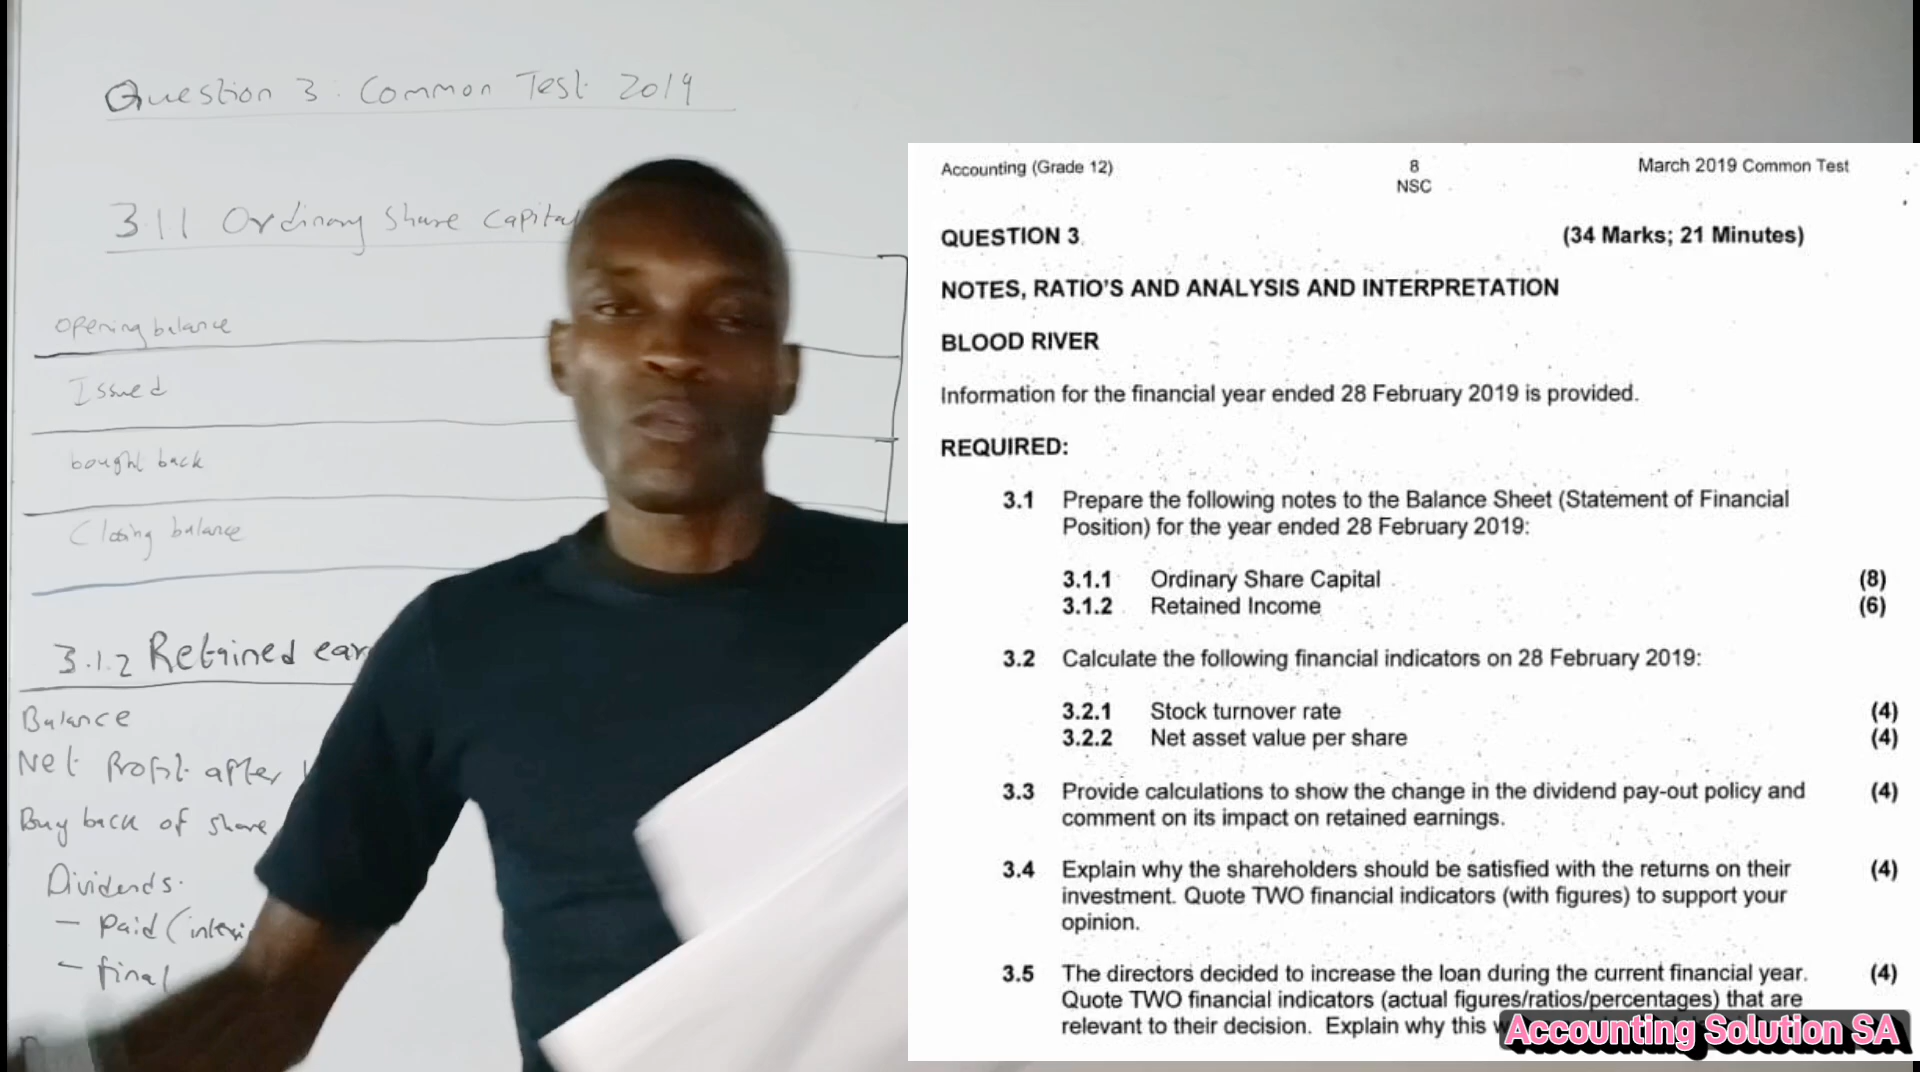 Question 3: Common Test 2019
3.1.1 Ordinary Share Capital
opening balance
Issued
bought back
Closing balance
3.1.2 Retained
Balance
Net Profit after
Buy back of share
Dividends
- paid
- final
Accounting (Grade 12)
8
NSC
March 2019 Common Test
QUESTION 3
(34 Marks; 21 Minutes)
NOTES, RATIO'S AND ANALYSIS AND INTERPRETATION
BLOOD RIVER
Information for the financial year ended 28 February 2019 is provided.
REQUIRED:
3.1 Prepare the following notes to the Balance Sheet (Statement of Financial
Position) for the year ended 28 February 2019:
3.1.1 Ordinary Share Capital (8)
3.1.2 Retained Income (6)
3.2 Calculate the following financial indicators on 28 February 2019:
3.2.1 Stock turnover rate (4)
3.2.2 Net asset value per share (4)
3.3 Provide calculations to show the change in the dividend pay-out policy and (4)
comment on its impact on retained earnings.
3.4 Explain why the shareholders should be satisfied with the returns on their (4)
investment. Quote TWO financial indicators (with figures) to support your
opinion.
3.5 The directors decided to increase the loan during the current financial year. (4)
Quote TWO financial indicators (actual figures/ratios/percentages) that are
relevant to their decision. Explain why this
Accounting Solution SA